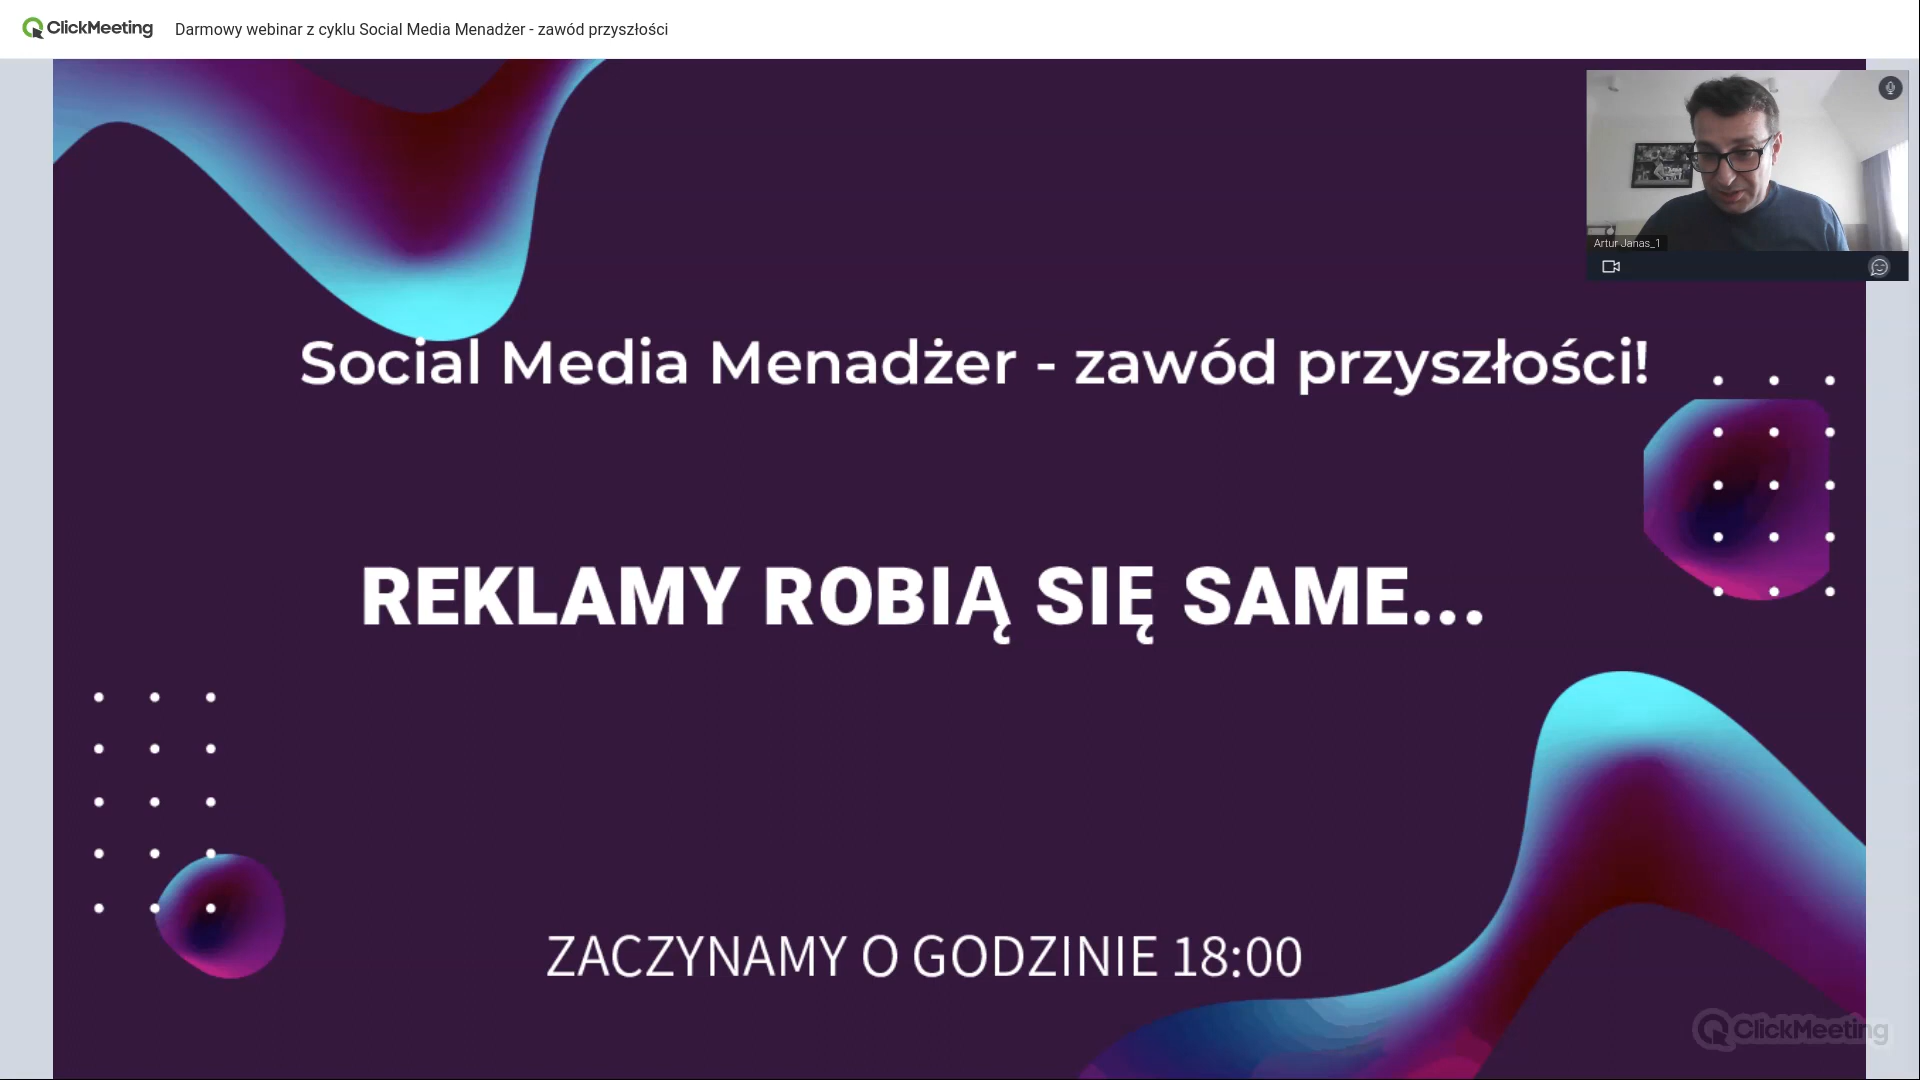 ClickMeeting Darmowy webinar z cyklu Social Media Menadżer - zawód przyszłości
Artur Janas_1
Social Media Menadżer - zawód przyszłości!
REKLAMY ROBIĄ SIĘ SAME...
ZACZYNAMY O GODZINIE 18:00
ClickMeeting